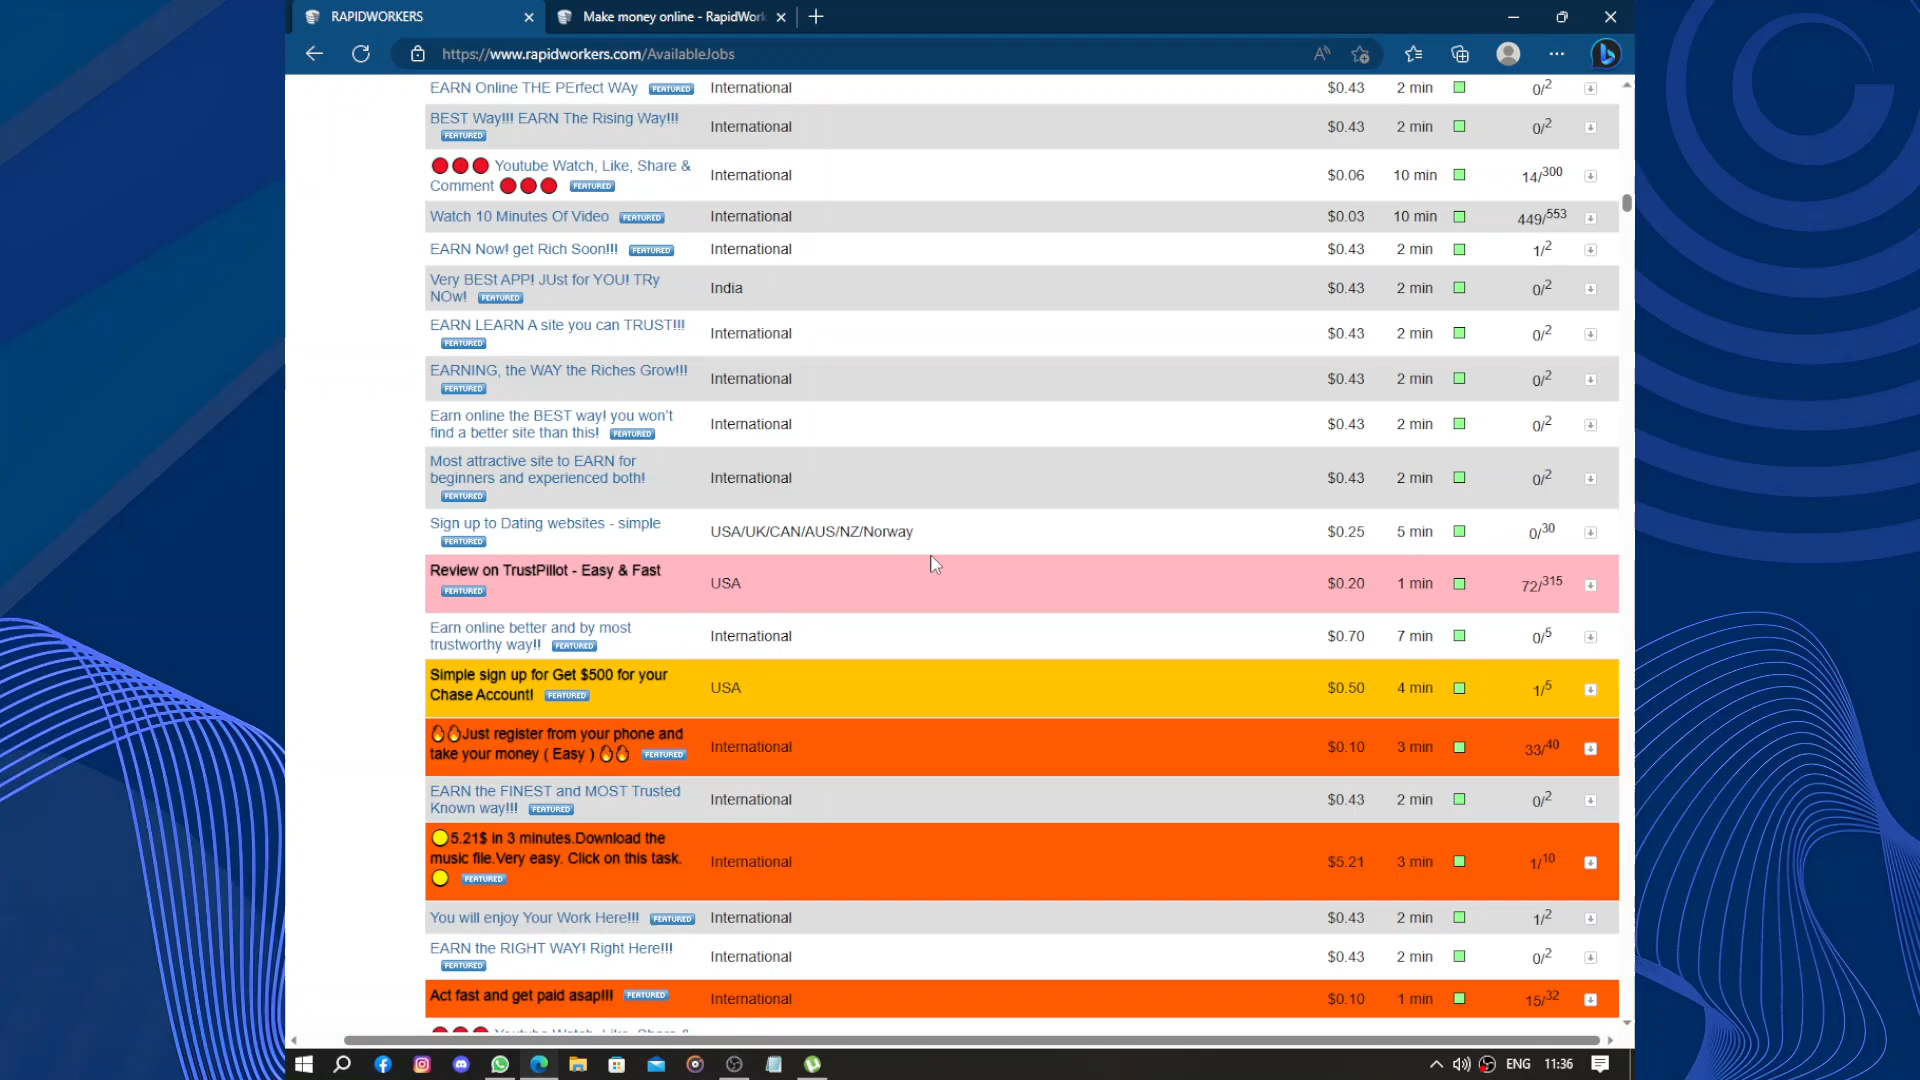 RAPIDWORKERS
Make money online - RapidWork
https://www.rapidworkers.com/AvailableJobs
EARN Online THE PErfect WAy FEATURED International $0.43 2 min 0/2
BEST Way!!! EARN The Rising Way!!!
FEATURED International $0.43 2 min 0/2
Youtube Watch, Like, Share &
Comment FEATURED International $0.06 10 min 14/300
Watch 10 Minutes Of Video FEATURED International $0.03 10 min 449/553
EARN Now! get Rich Soon!!! FEATURED International $0.43 2 min 1/2
Very BESt APP! JUst for YOU! TRy
NOw! FEATURED India $0.43 2 min 0/2
EARN LEARN A site you can TRUST!!!
FEATURED International $0.43 2 min 0/2
EARNING, the WAY the Riches Grow!!!
FEATURED International $0.43 2 min 0/2
Earn online the BEST way! you won't
find a better site than this! FEATURED International $0.43 2 min 0/2
Most attractive site to EARN for
beginners and experienced both! International $0.43 2 min 0/2
FEATURED
Sign up to Dating websites - simple
FEATURED USA/UK/CAN/AUS/NZ/Norway $0.25 5 min 0/30
Review on TrustPillot - Easy & Fast
FEATURED USA $0.20 1 min 72/315
Earn online better and by most
trustworthy way!! FEATURED International $0.70 7 min 0/5
Simple sign up for Get $500 for your
Chase Account! FEATURED USA $0.50 4 min 1/5
Just register from your phone and
take your money ( Easy ) FEATURED International $0.10 3 min 33/40
EARN the FINEST and MOST Trusted
Known way!!! FEATURED International $0.43 2 min 0/2
5.21$ in 3 minutes.Download the
music file.Very easy. Click on this task. International $5.21 3 min 1/10
FEATURED
You will enjoy Your Work Here!!! FEATURED International $0.43 2 min 1/2
EARN the RIGHT WAY! Right Here!!!
FEATURED International $0.43 2 min 0/2
Act fast and get paid asap!!! FEATURED International $0.10 1 min 15/32
ENG 11:36